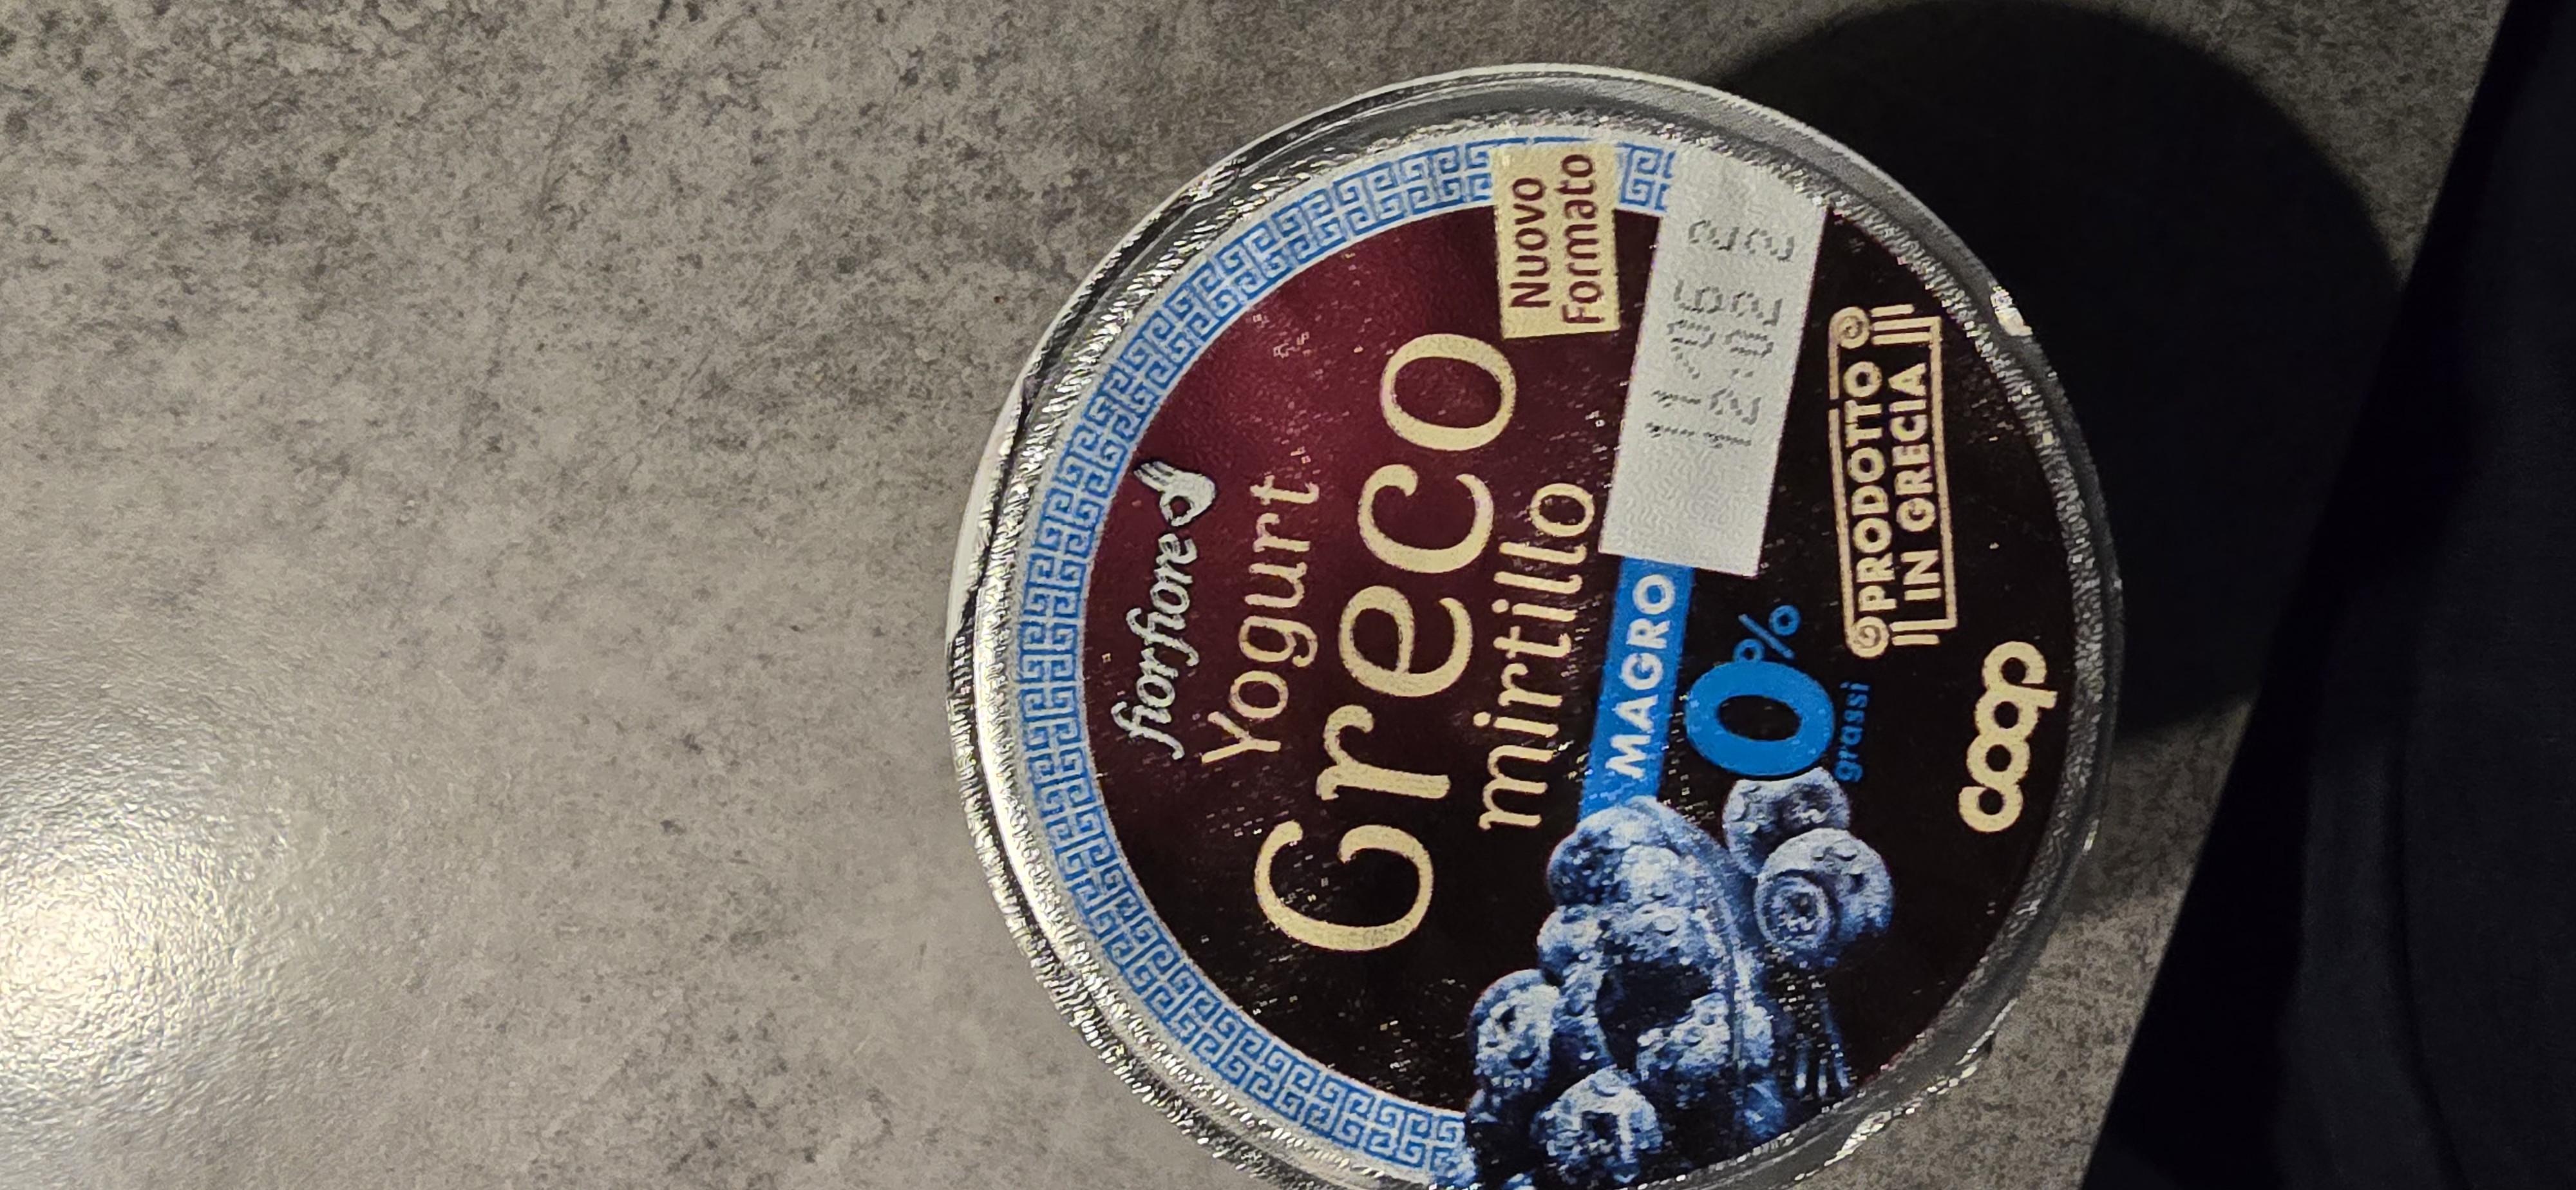 fiorfiore
Yogurt
Greco
mirtillo
Nuovo
Formato
MAGRO
0%
grassi
PRODOTTO
IN GRECIA
coop